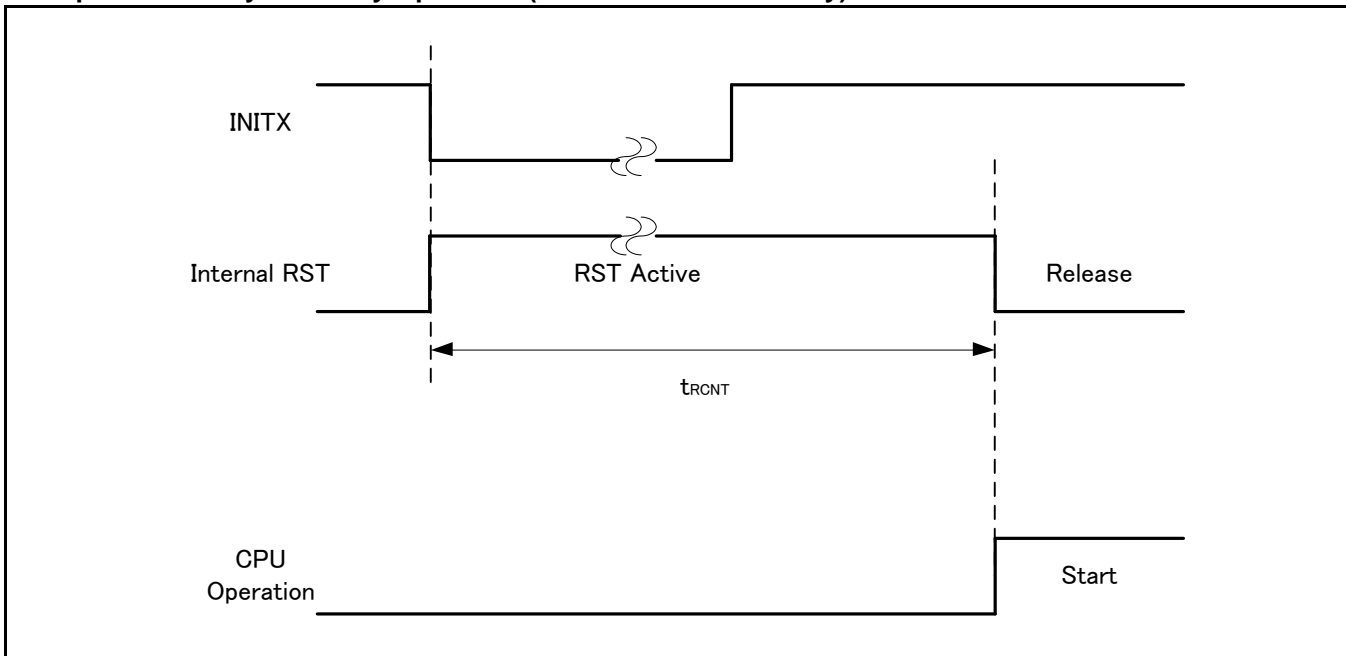 INITX
Internal RST
RST Active
Release
tRCNT
CPU
Operation
Start